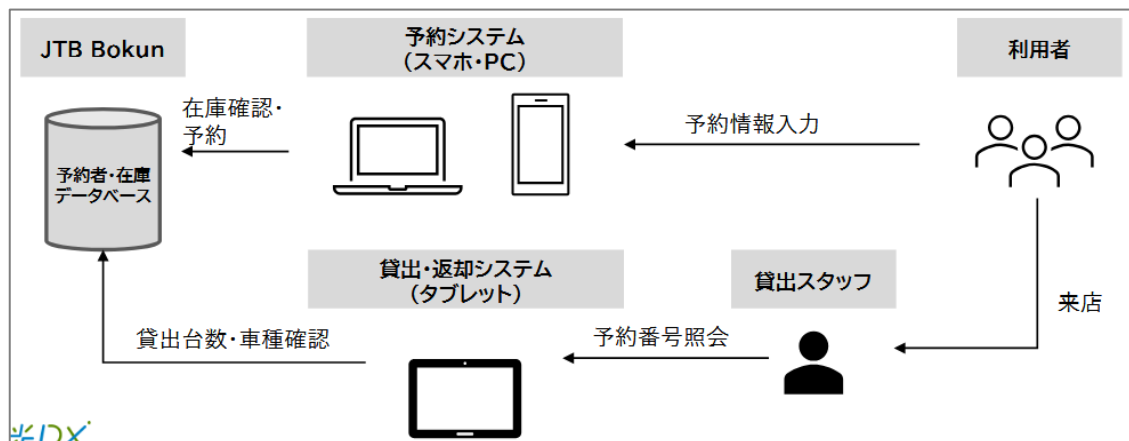 JTB Bokun
予約システム
(スマホ・PC)
利用者
在庫確認・
予約
予約情報入力
予約者・在庫
データベース
貸出・返却システム
(タブレット)
貸出スタッフ
来店
貸出台数・車種確認
予約番号照会
DX